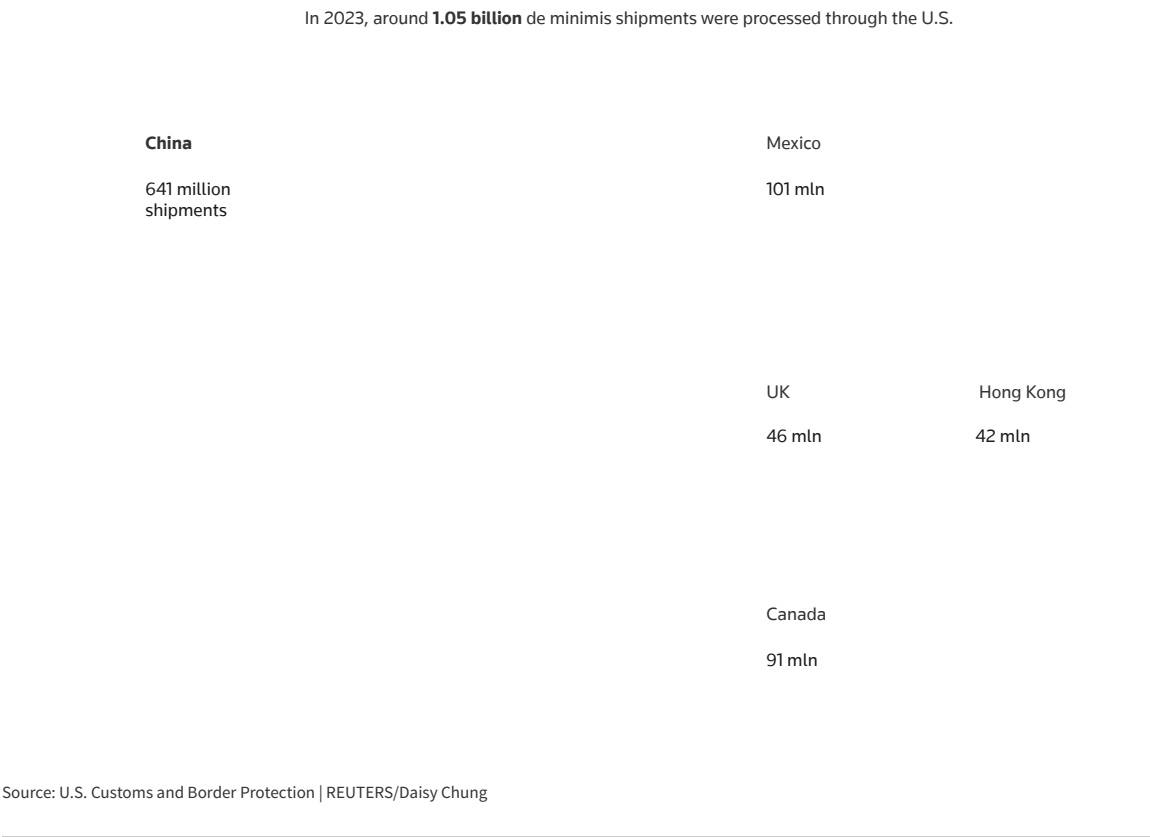 In 2023, around 1.05 billion de minimis shipments were processed through the U.S.
China
641 million
shipments
Mexico
101 mln
UK
46 mln
Hong Kong
42 mln
Canada
91 mln
Source: U.S. Customs and Border Protection | REUTERS/Daisy Chung